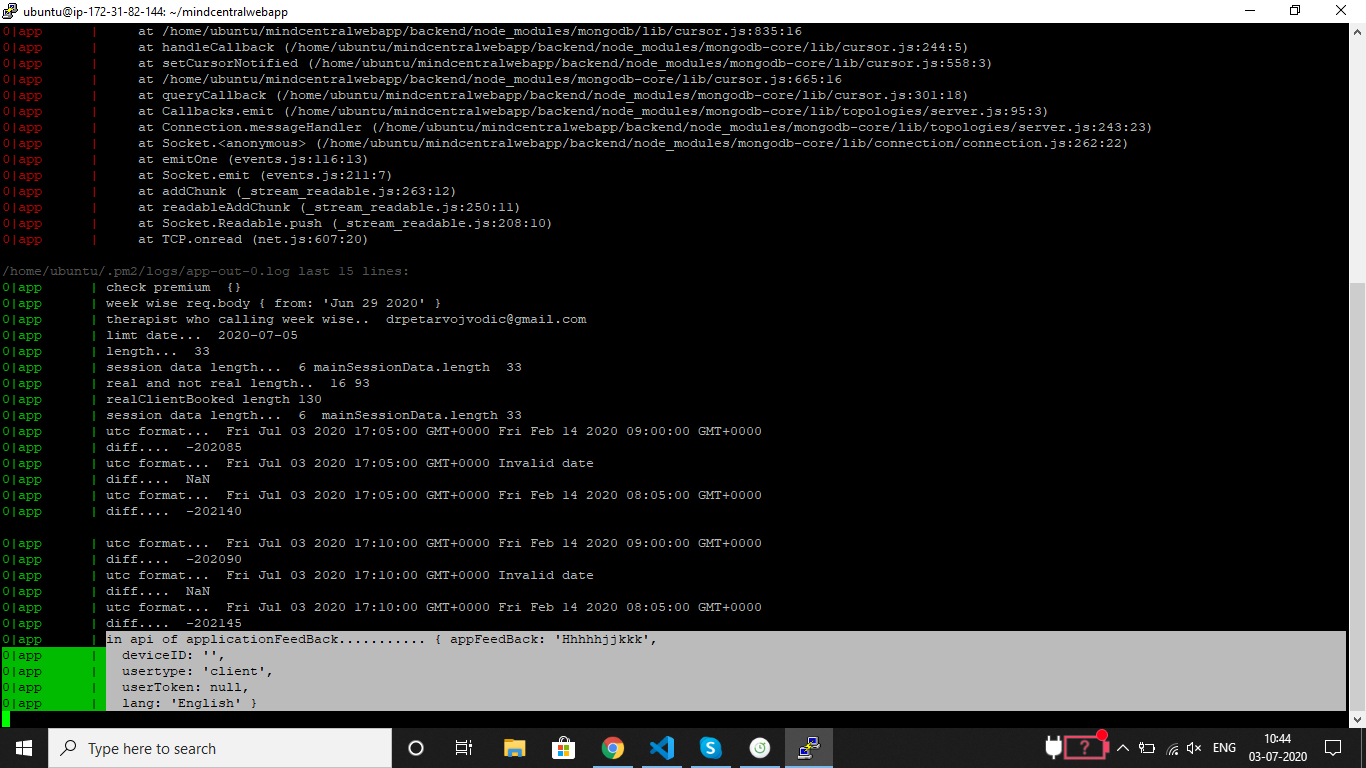 ubuntu@ip-172-31-82-144: ~/mindcentralwebapp
0|app | at /home/ubuntu/mindcentralwebapp/backend/node_modules/mongodb/lib/cursor.js:835:16
0|app | at handleCallback (/home/ubuntu/mindcentralwebapp/backend/node_modules/mongodb-core/lib/cursor.js:244:5)
0|app | at setCursorNotified (/home/ubuntu/mindcentralwebapp/backend/node_modules/mongodb-core/lib/cursor.js:558:3)
0|app | at /home/ubuntu/mindcentralwebapp/backend/node_modules/mongodb-core/lib/cursor.js:665:16
0|app | at queryCallback (/home/ubuntu/mindcentralwebapp/backend/node_modules/mongodb-core/lib/cursor.js:301:18)
0|app | at Callbacks.emit (/home/ubuntu/mindcentralwebapp/backend/node_modules/mongodb-core/lib/topologies/server.js:95:3)
0|app | at Connection.messageHandler (/home/ubuntu/mindcentralwebapp/backend/node_modules/mongodb-core/lib/topologies/server.js:243:23)
0|app | at Socket.<anonymous> (/home/ubuntu/mindcentralwebapp/backend/node_modules/mongodb-core/lib/connection/connection.js:262:22)
0|app | at emitOne (events.js:116:13)
0|app | at Socket.emit (events.js:211:7)
0|app | at addChunk (_stream_readable.js:263:12)
0|app | at readableAddChunk (_stream_readable.js:250:11)
0|app | at Socket.Readable.push (_stream_readable.js:208:10)
0|app | at TCP.onread (net.js:607:20)
/home/ubuntu/.pm2/logs/app-out-0.log last 15 lines:
0|app | check premium  {}
0|app | week wise req.body { from: 'Jun 29 2020' }
0|app | therapist who calling week wise..  drpetarvojvodic@gmail.com
0|app | limt date...  2020-07-05
0|app | length...  33
0|app | session data length...  6 mainSessionData.length  33
0|app | real and not real length..  16 93
0|app | realClientBooked length 130
0|app | session data length...  6  mainSessionData.length 33
0|app | utc format...  Fri Jul 03 2020 17:05:00 GMT+0000 Fri Feb 14 2020 09:00:00 GMT+0000
0|app | diff....  -202085
0|app | utc format...  Fri Jul 03 2020 17:05:00 GMT+0000 Invalid date
0|app | diff....  NaN
0|app | utc format...  Fri Jul 03 2020 17:05:00 GMT+0000 Fri Feb 14 2020 08:05:00 GMT+0000
0|app | diff....  -202140
0|app | utc format...  Fri Jul 03 2020 17:10:00 GMT+0000 Fri Feb 14 2020 09:00:00 GMT+0000
0|app | diff....  -202090
0|app | utc format...  Fri Jul 03 2020 17:10:00 GMT+0000 Invalid date
0|app | diff....  NaN
0|app | utc format...  Fri Jul 03 2020 17:10:00 GMT+0000 Fri Feb 14 2020 08:05:00 GMT+0000
0|app | diff....  -202145
0|app | in api of applicationFeedBack........... { appFeedBack: 'Hhhhhjjkkk',
0|app | deviceID: '',
0|app | usertype: 'client',
0|app | userToken: null,
0|app | lang: 'English' }
Type here to search
ENG
10:44
03-07-2020